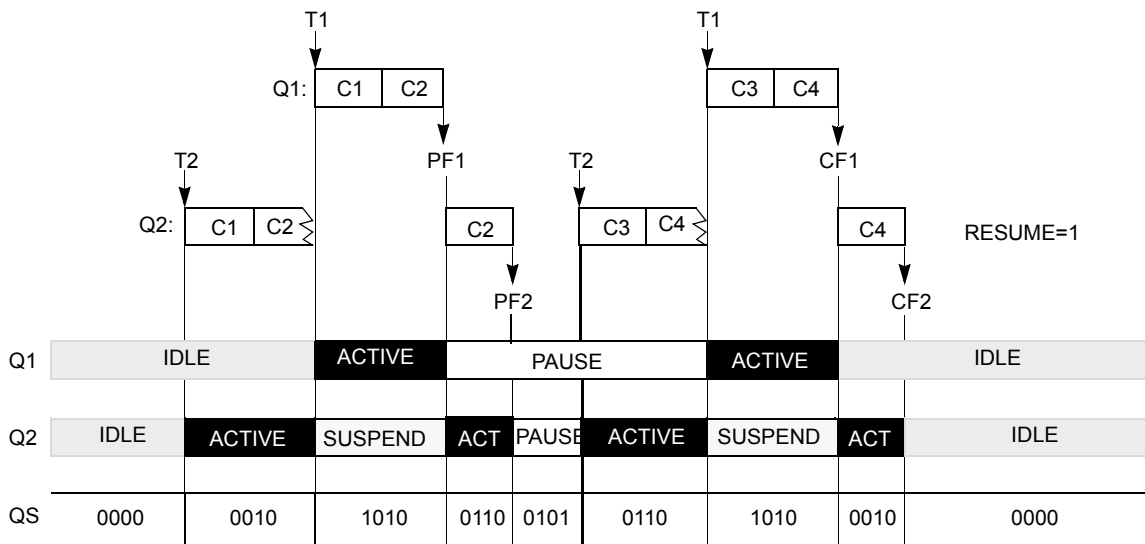 T1 T1
Q1: C1 C2 C3 C4
T2 PF1 T2 CF1
Q2: C1 C2 C2 C3 C4 C4 RESUME=1
PF2 CF2
Q1 IDLE ACTIVE PAUSE ACTIVE IDLE
Q2 IDLE ACTIVE SUSPEND ACT PAUSE ACTIVE SUSPEND ACT IDLE
QS 0000 0010 1010 0110 0101 0110 1010 0010 0000